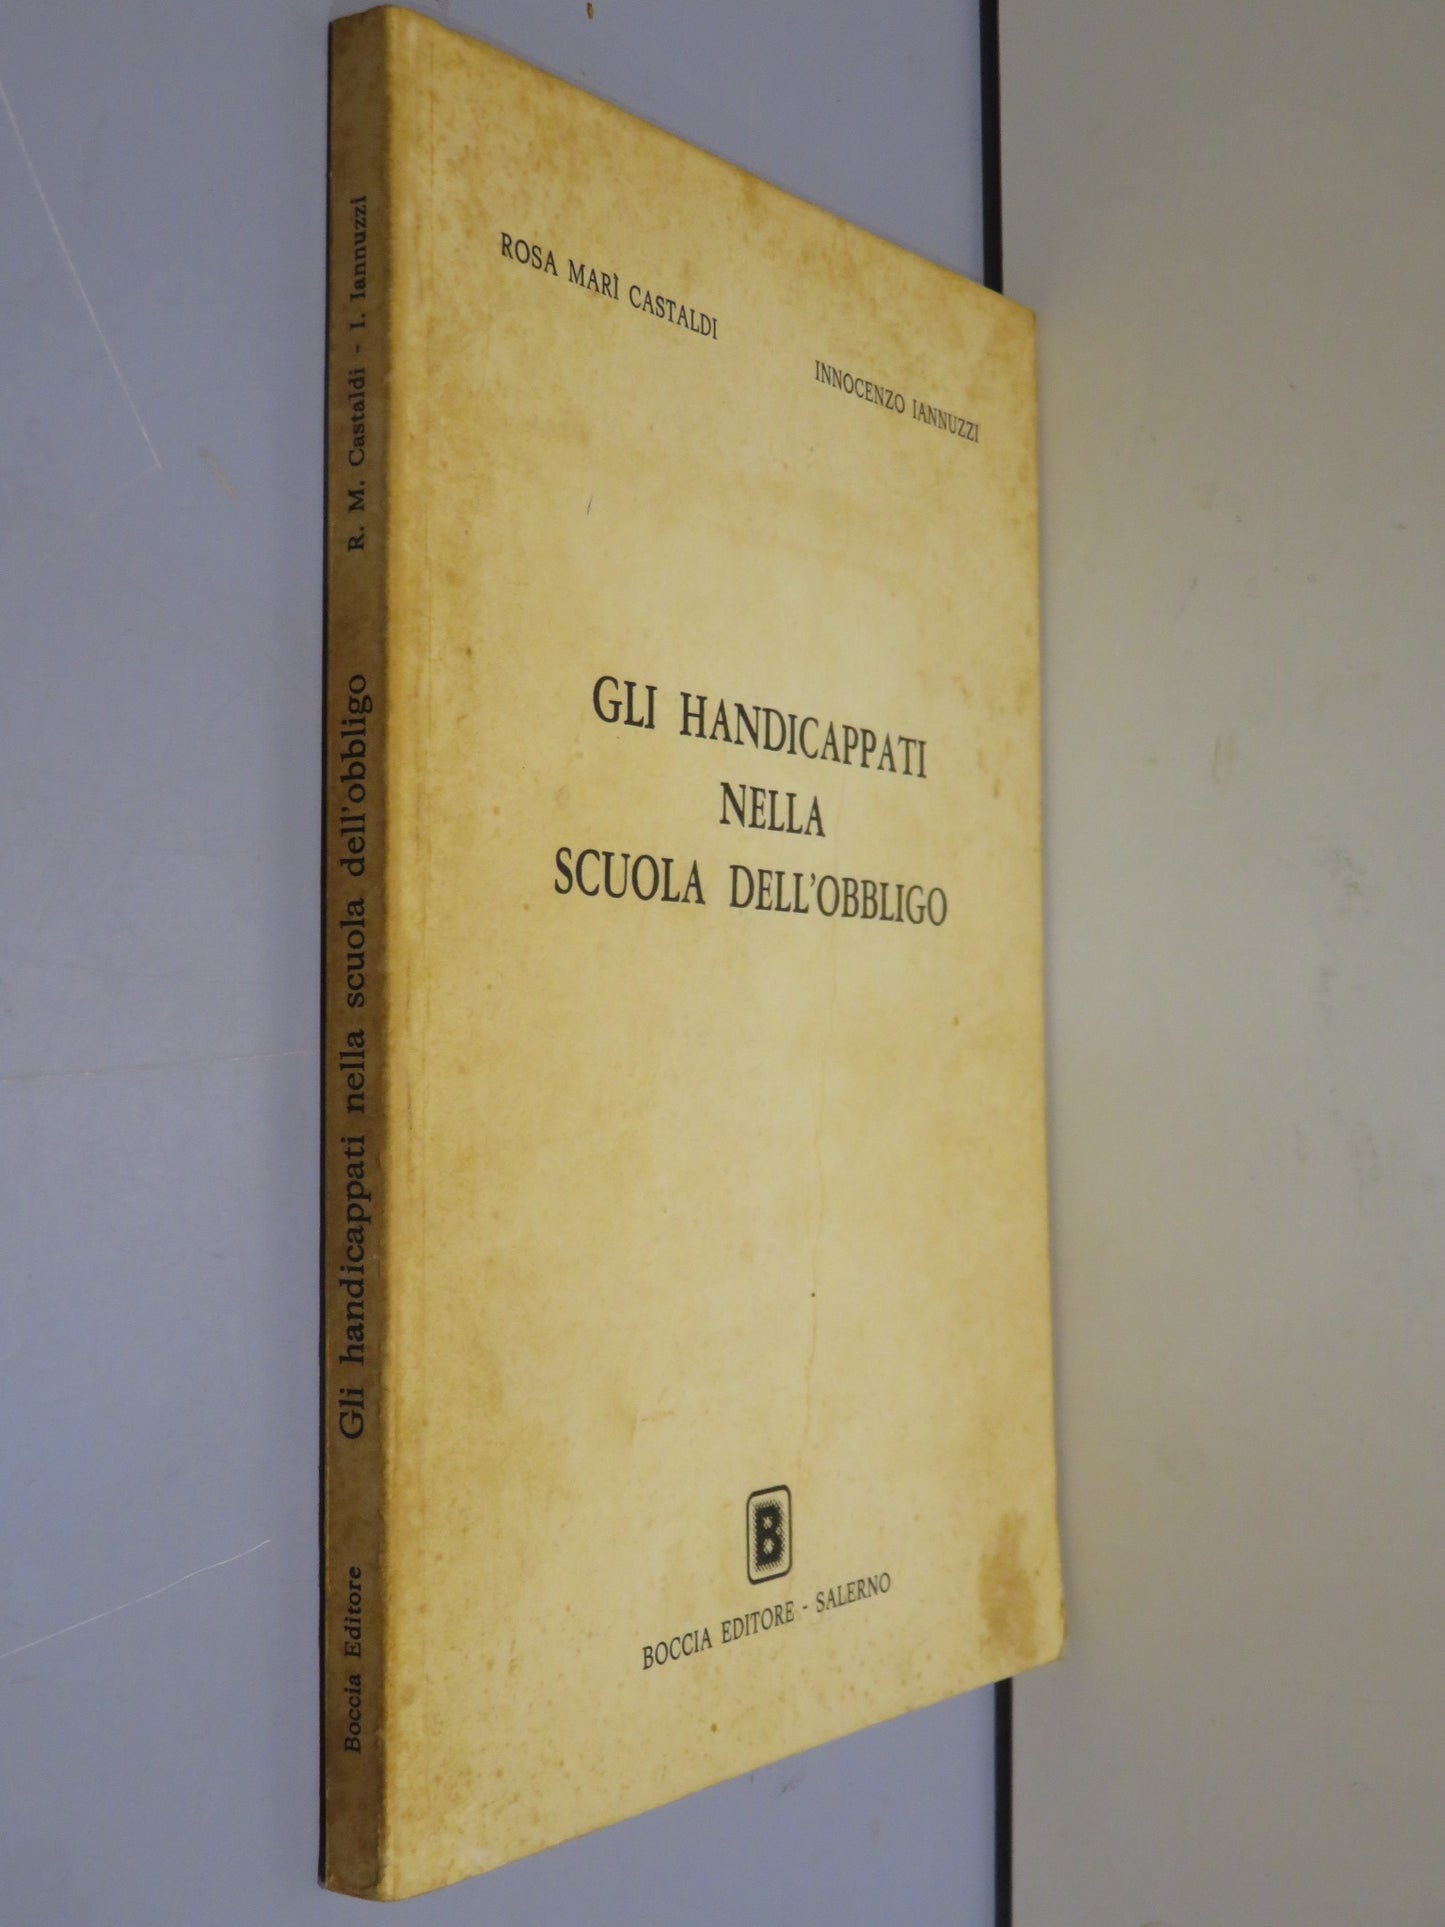 ROSA MARÌ CASTALDI
INNOCENZO IANNUZZI
GLI HANDICAPPATI
NELLA
SCUOLA DELL'OBBLIGO
B
BOCCIA EDITORE - SALERNO
Boccia Editore Gli handicappati nella scuola dell'obbligo R. M. Castaldi - I. Iannuzzi